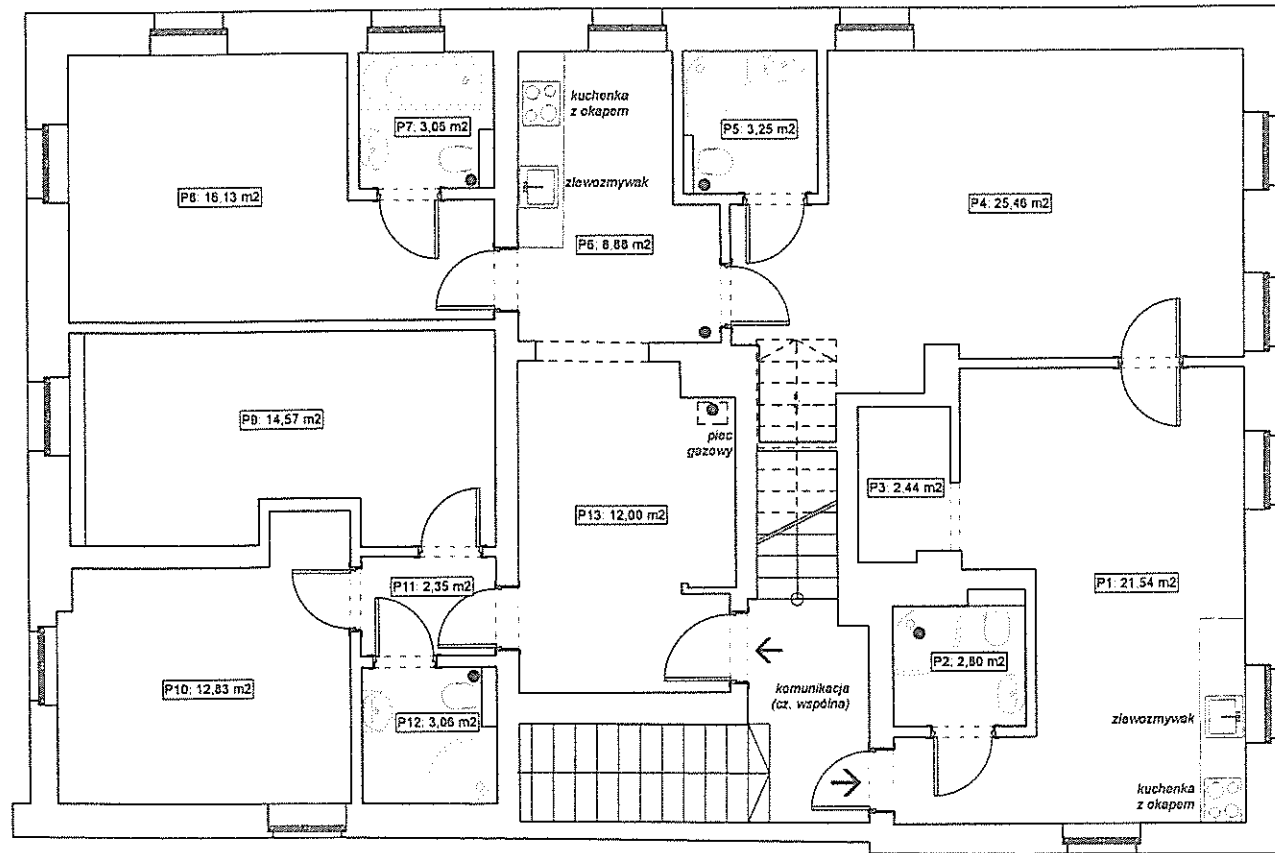 kuchenka
z okapem
P7: 3,05 m2
P5: 3,25 m2
zlewozmywak
P8: 16,13 m2
P4: 25,46 m2
P6: 8,88 m2
P9: 14,57 m2
piec
gazowy
P3: 2,44 m2
P13: 12,00 m2
P11: 2,35 m2
P1: 21,54 m2
P2: 2,80 m2
P10: 12,83 m2
komunikacja
(cz. wspólna)
P12: 3,06 m2
zlewozmywak
kuchenka
z okapem